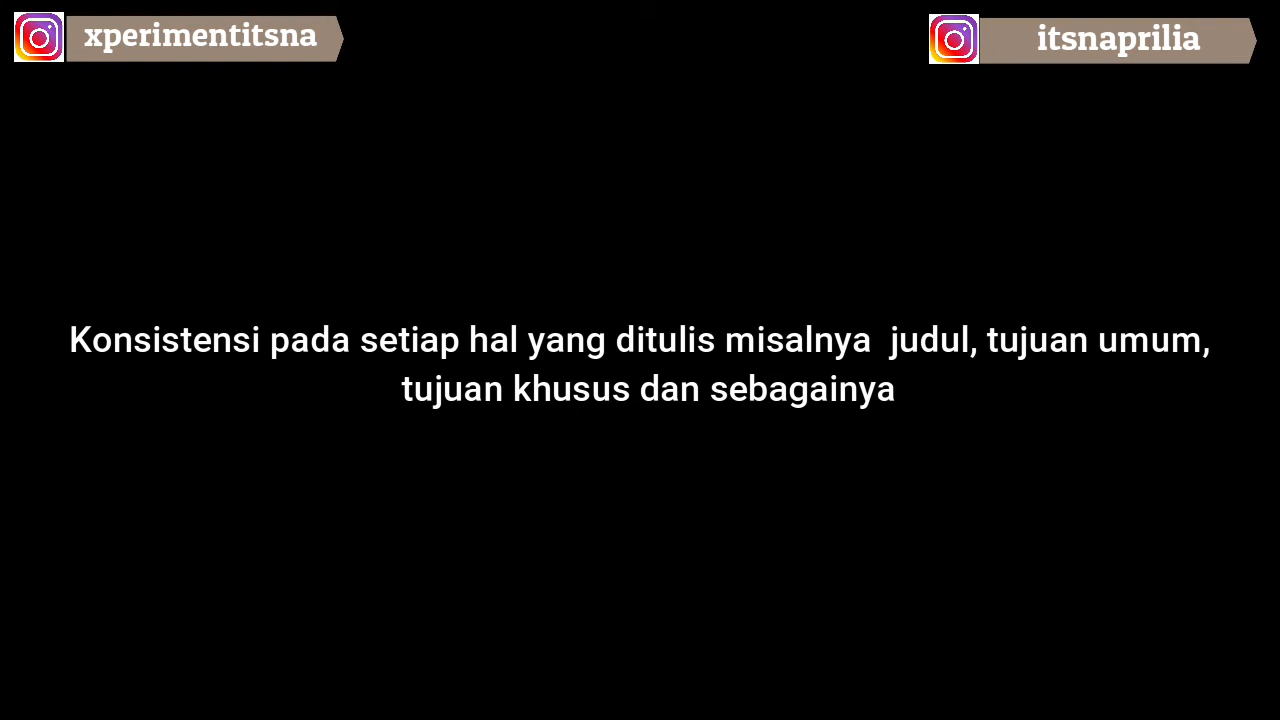 xperimentitsna
itsnaprilia
Konsistensi pada setiap hal yang ditulis misalnya  judul, tujuan umum,
tujuan khusus dan sebagainya